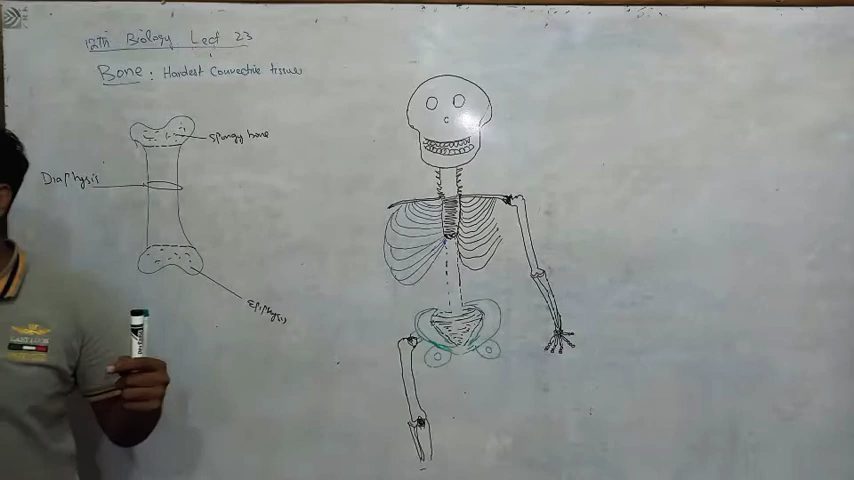 12th Biology Lect 23
Bone : Hardest Connective tissue
Spongy bone
Diaphysis
Epiphysis